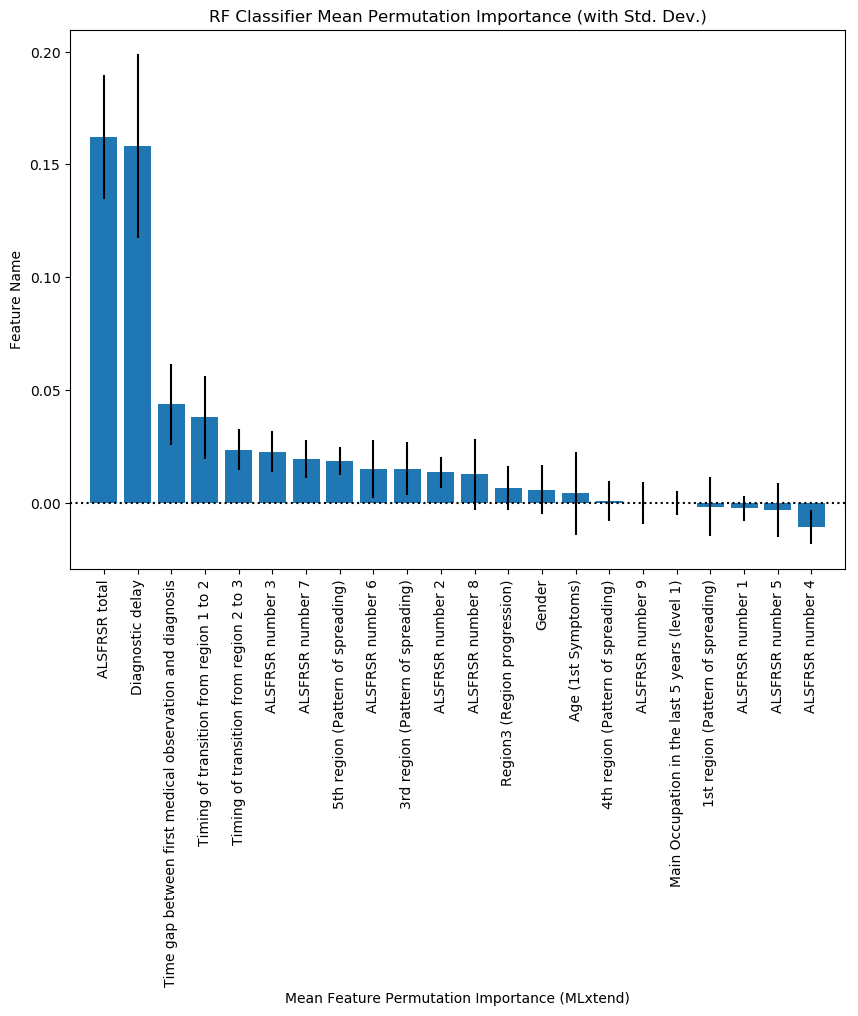 RF Classifier Mean Permutation Importance (with Std. Dev.)
Feature Name
0.20
0.15
0.10
0.05
0.00
ALSFRSR total
Diagnostic delay
Time gap between first medical observation and diagnosis
Timing of transition from region 1 to 2
Timing of transition from region 2 to 3
ALSFRSR number 3
ALSFRSR number 7
5th region (Pattern of spreading)
ALSFRSR number 6
3rd region (Pattern of spreading)
ALSFRSR number 2
ALSFRSR number 8
Region3 (Region progression)
Gender
Age (1st Symptoms)
4th region (Pattern of spreading)
ALSFRSR number 9
Main Occupation in the last 5 years (level 1)
1st region (Pattern of spreading)
ALSFRSR number 1
ALSFRSR number 5
ALSFRSR number 4
Mean Feature Permutation Importance (MLxtend)